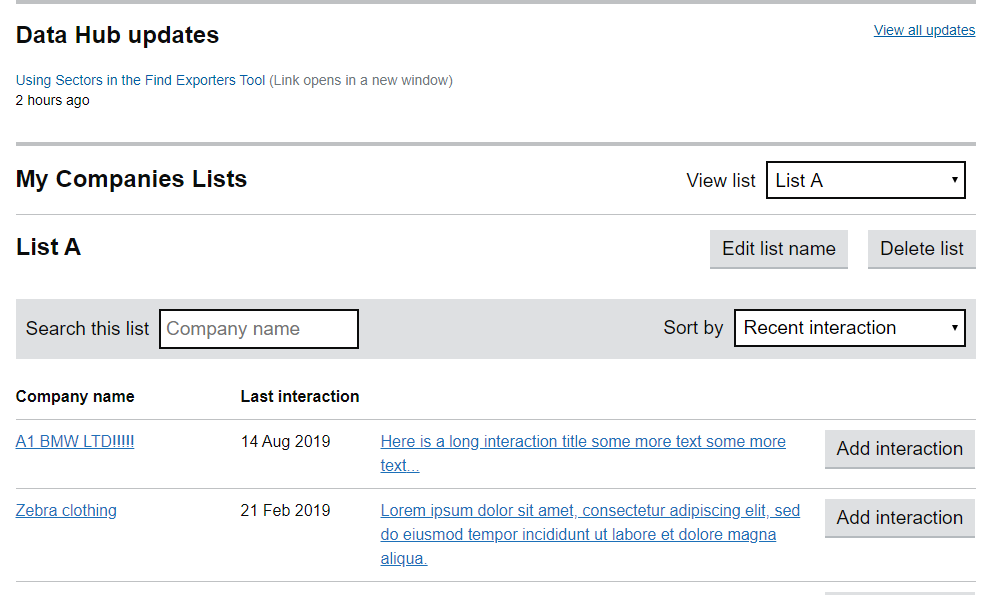 Data Hub updates
View all updates
Using Sectors in the Find Exporters Tool (Link opens in a new window)
2 hours ago
My Companies Lists
View list
List A
List A
Edit list name
Delete list
Search this list
Company name
Sort by
Recent interaction
Company name
Last interaction
A1 BMW LTD!!!!!
14 Aug 2019
Here is a long interaction title some more text some more
text...
Add interaction
Zebra clothing
21 Feb 2019
Lorem ipsum dolor sit amet, consectetur adipiscing elit, sed
do eiusmod tempor incididunt ut labore et dolore magna
aliqua.
Add interaction